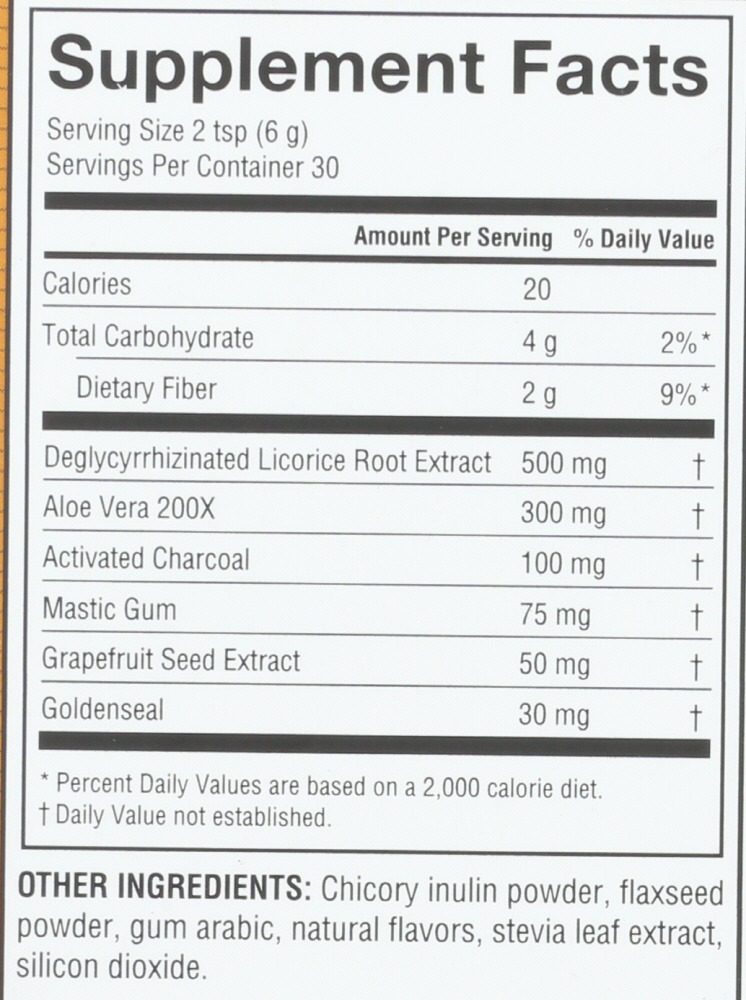 Supplement Facts
Serving Size 2 tsp (6 g)
Servings Per Container 30
Amount Per Serving % Daily Value
Calories 20
Total Carbohydrate 4 g 2%*
Dietary Fiber 2 g 9%*
Deglycyrrhizinated Licorice Root Extract 500 mg †
Aloe Vera 200X 300 mg †
Activated Charcoal 100 mg †
Mastic Gum 75 mg †
Grapefruit Seed Extract 50 mg †
Goldenseal 30 mg †
* Percent Daily Values are based on a 2,000 calorie diet.
† Daily Value not established.
OTHER INGREDIENTS: Chicory inulin powder, flaxseed
powder, gum arabic, natural flavors, stevia leaf extract,
silicon dioxide.